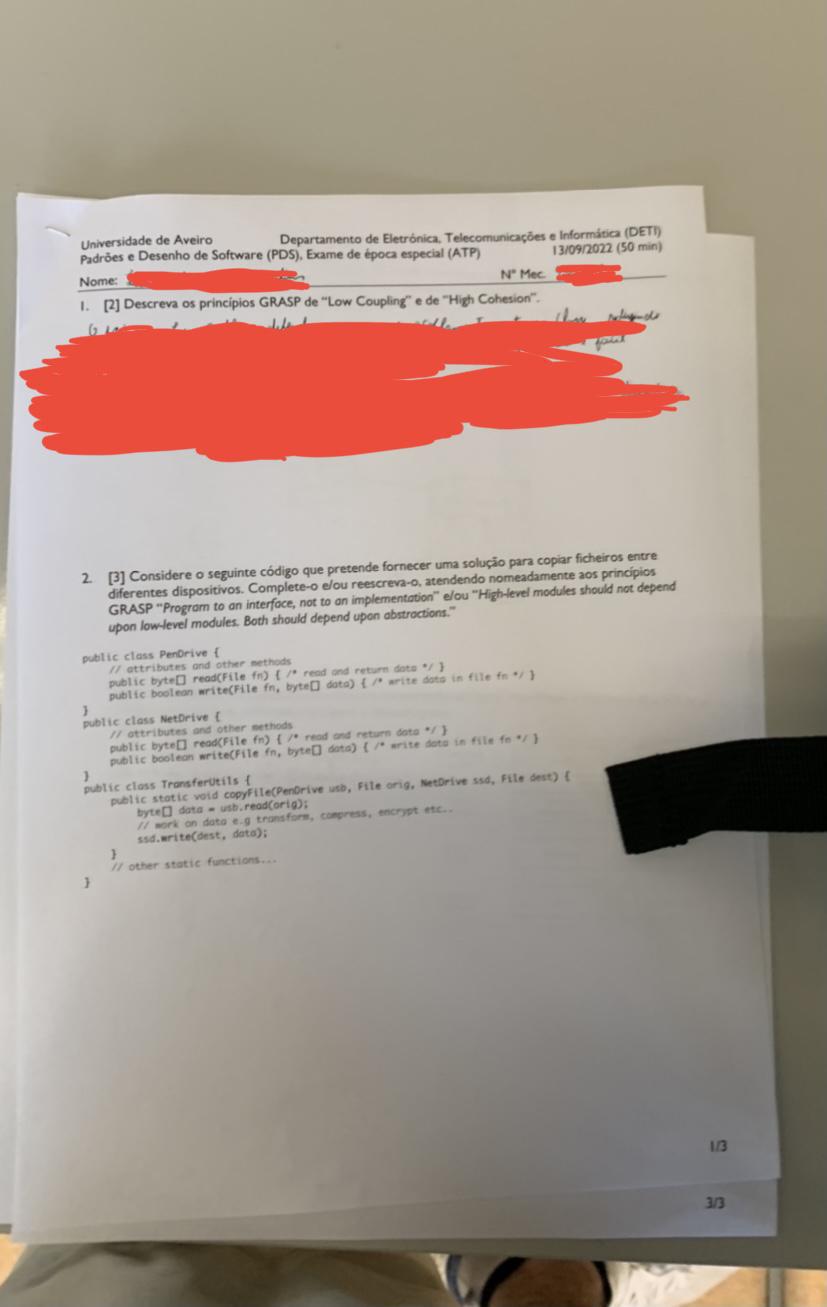 Universidade de Aveiro Departamento de Eletrónica, Telecomunicações e Informática (DETI)
Padrões e Desenho de Software (PDS), Exame de época especial (ATP) 13/09/2022 (50 min)
Nome: Nº Mec.
1. [2] Descreva os princípios GRASP de “Low Coupling” e de “High Cohesion”.
2. [3] Considere o seguinte código que pretende fornecer uma solução para copiar ficheiros entre
diferentes dispositivos. Complete-o e/ou reescreva-o, atendendo nomeadamente aos princípios
GRASP “Program to an interface, not to an implementation” e/ou “High-level modules should not depend
upon low-level modules. Both should depend upon abstractions.”
public class PenDrive {
// attributes and other methods
public byte[] read(File fn) { /* read and return data */ }
public boolean write(File fn, byte[] data) { /* write data in file fn */ }
}
public class NetDrive {
// attributes and other methods
public byte[] read(File fn) { /* read and return data */ }
public boolean write(File fn, byte[] data) { /* write data in file fn */ }
}
public class TransferUtils {
public static void copyFile(PenDrive usb, File orig, NetDrive ssd, File dest) {
byte[] data = usb.read(orig);
// work on data e.g transform, compress, encrypt etc..
ssd.write(dest, data);
}
// other static functions...
}
1/3
3/3